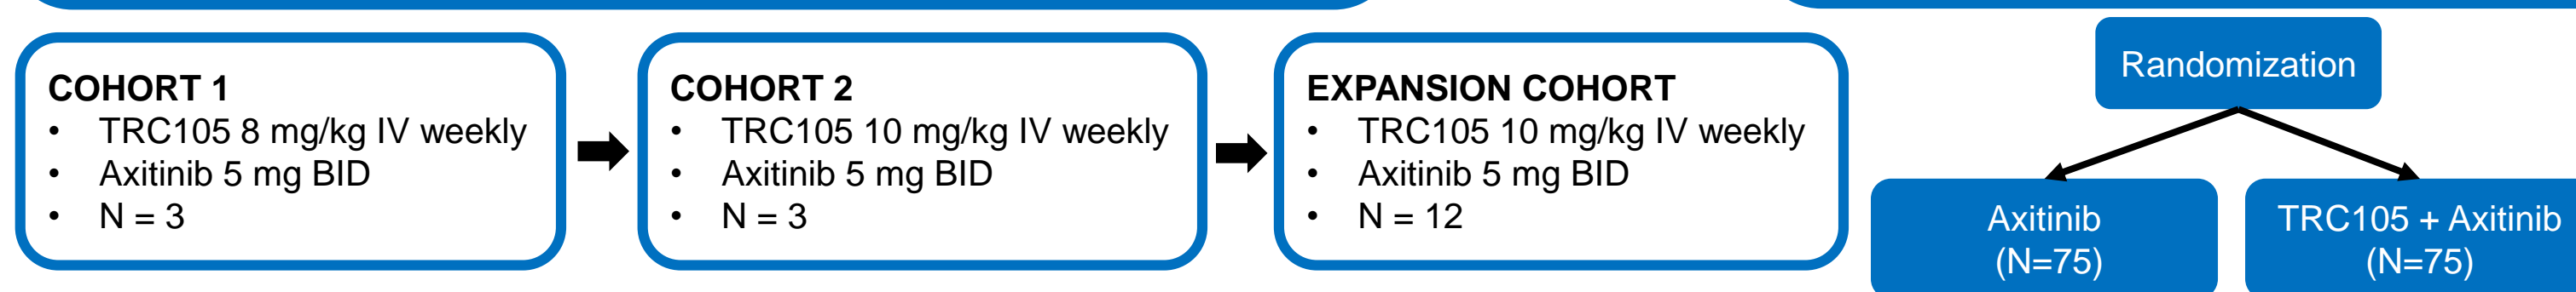 COHORT 1
• TRC105 8 mg/kg IV weekly
• Axitinib 5 mg BID
• N = 3
COHORT 2
• TRC105 10 mg/kg IV weekly
• Axitinib 5 mg BID
• N = 3
EXPANSION COHORT
• TRC105 10 mg/kg IV weekly
• Axitinib 5 mg BID
• N = 12
Randomization
Axitinib
(N=75)
TRC105 + Axitinib
(N=75)